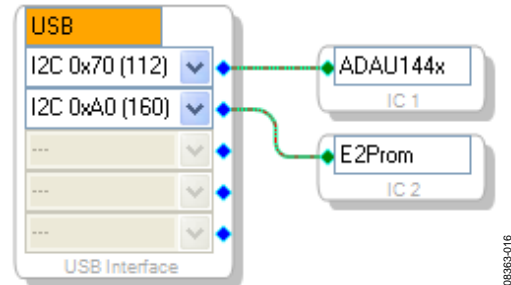 USB
I2C 0x70 (112)
I2C 0xA0 (160)
---
---
---
USB Interface
ADAU144x
IC 1
E2Prom
IC 2
08363-016